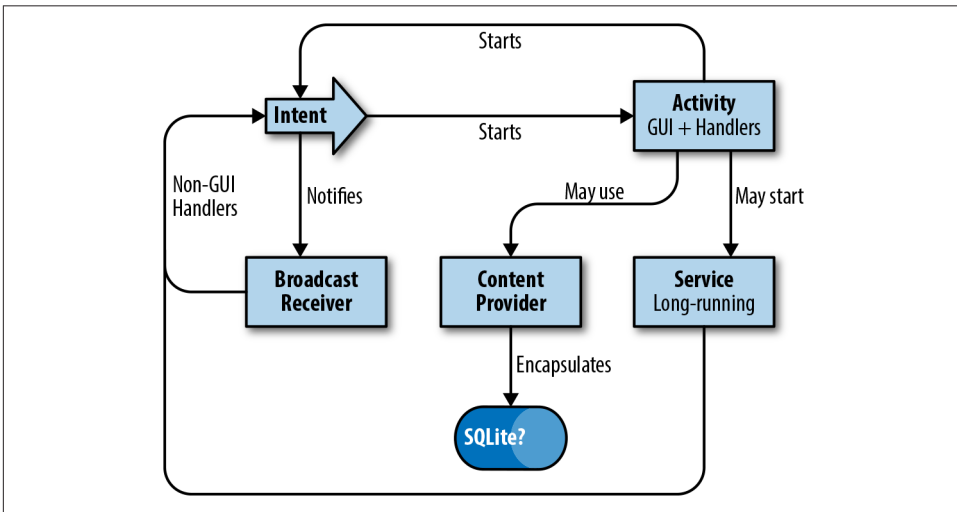 Starts
Intent
Activity
GUI + Handlers
Starts
Non-GUI
Handlers
Notifies
May use
May start
Broadcast
Receiver
Content
Provider
Service
Long-running
Encapsulates
SQLite?